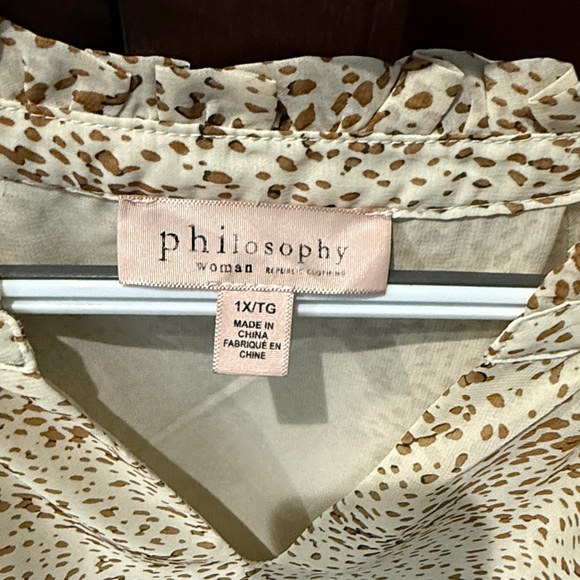 philosophy
woman REPUBLIC CLOTHING
1X/TG
MADE IN
CHINA
FABRIQUÉ EN
CHINE